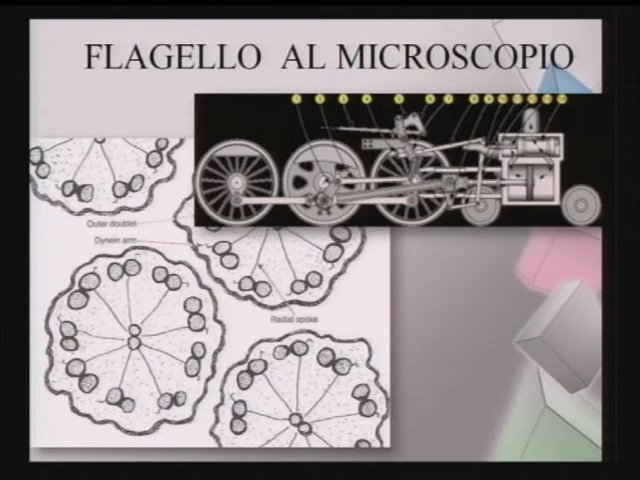 FLAGELLO AL MICROSCOPIO
Outer doublet
Dynein arm
Radial spoke